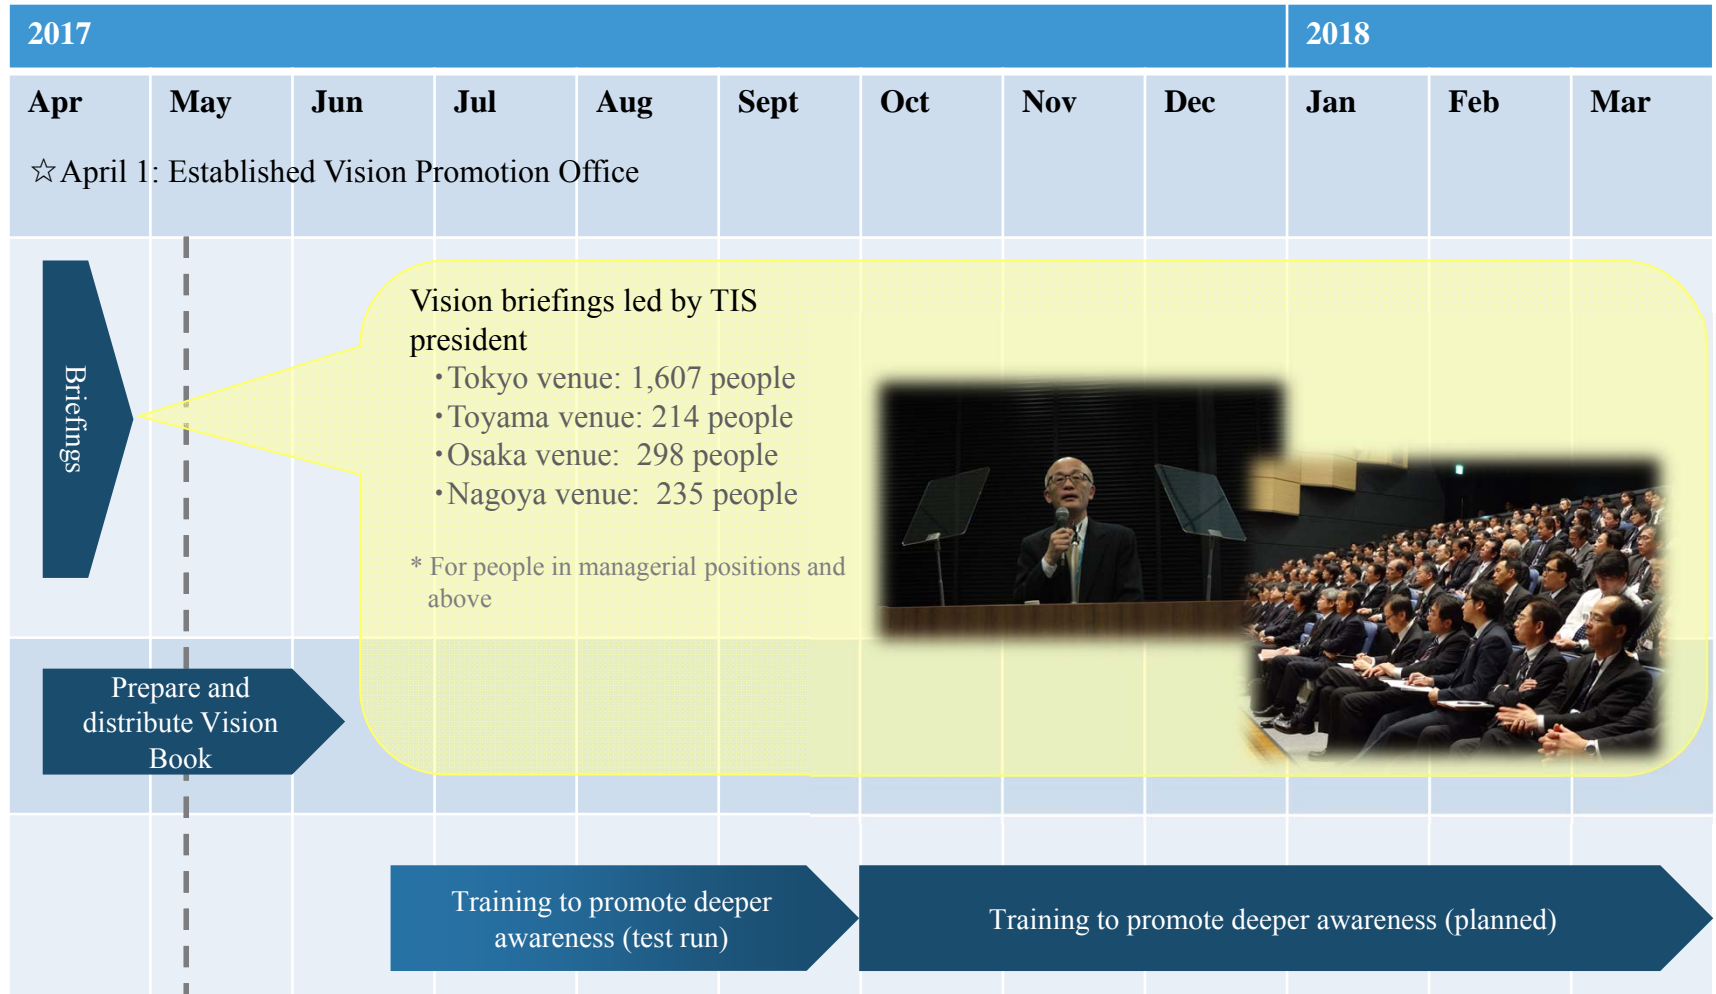 2017
2018
Apr
May
Jun
Jul
Aug
Sept
Oct
Nov
Dec
Jan
Feb
Mar
☆April 1: Established Vision Promotion Office
Briefings
Vision briefings led by TIS
president
・Tokyo venue: 1,607 people
・Toyama venue: 214 people
・Osaka venue:  298 people
・Nagoya venue:  235 people
* For people in managerial positions and
above
Prepare and
distribute Vision
Book
Training to promote deeper
awareness (test run)
Training to promote deeper awareness (planned)